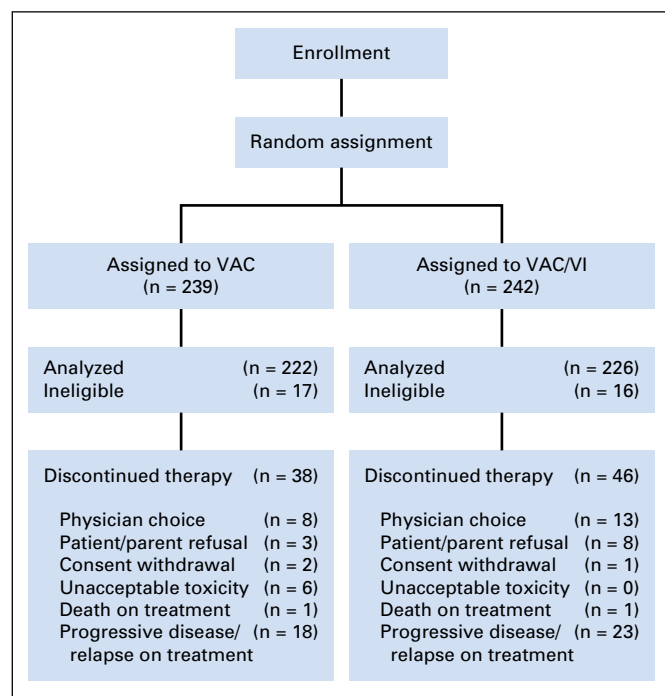 Enrollment
Random assignment
Assigned to VAC
(n = 239)
Assigned to VAC/VI
(n = 242)
Analyzed (n = 222)
Ineligible (n = 17)
Analyzed (n = 226)
Ineligible (n = 16)
Discontinued therapy (n = 38)
Physician choice (n = 8)
Patient/parent refusal (n = 3)
Consent withdrawal (n = 2)
Unacceptable toxicity (n = 6)
Death on treatment (n = 1)
Progressive disease/ (n = 18)
relapse on treatment
Discontinued therapy (n = 46)
Physician choice (n = 13)
Patient/parent refusal (n = 8)
Consent withdrawal (n = 1)
Unacceptable toxicity (n = 0)
Death on treatment (n = 1)
Progressive disease/ (n = 23)
relapse on treatment